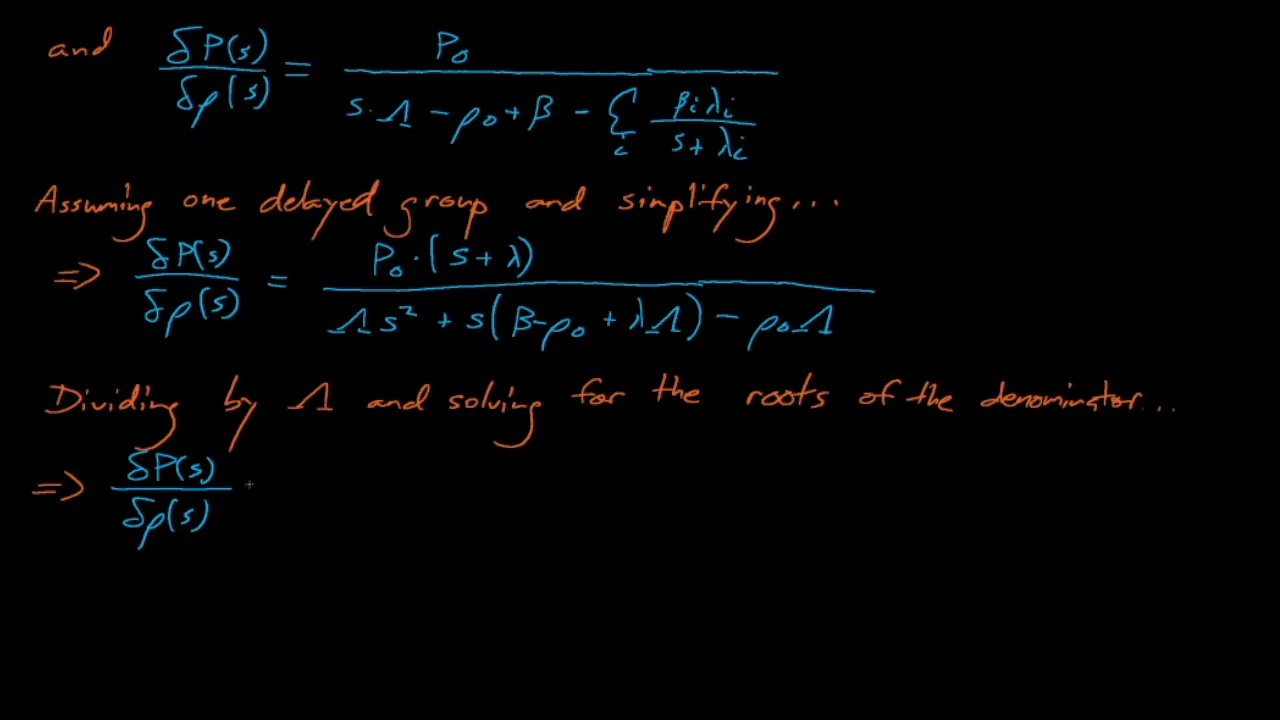 and δP(s)/δρ(s) = P₀ / (s·Λ − ρ₀ + β − Σᵢ βᵢλᵢ/(s+λᵢ))
Assuming one delayed group and simplifying...
=> δP(s)/δρ(s) = P₀·(s+λ) / (Λs² + s(β−ρ₀ + λΛ) − ρ₀Λ)
Dividing by Λ and solving for the roots of the denominator...
=> δP(s)/δρ(s)